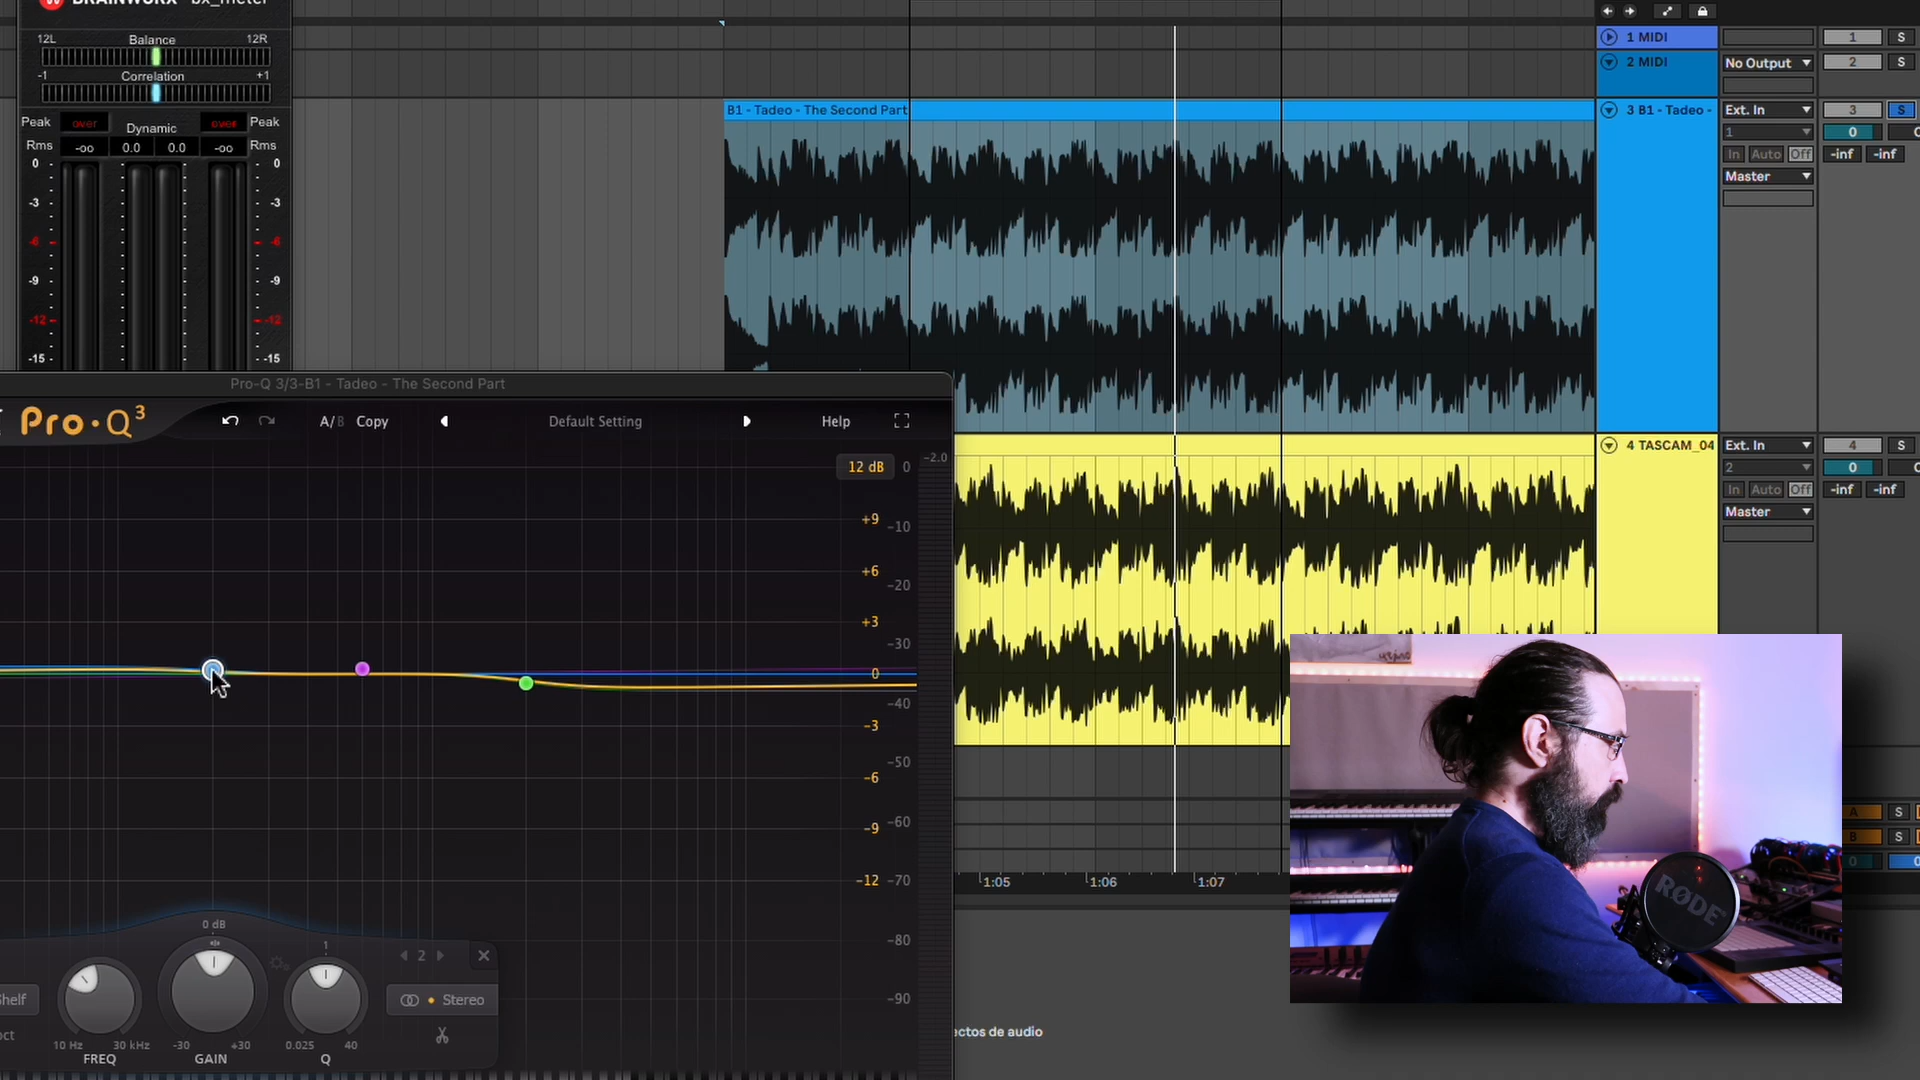 BRAINWORX bx_meter
12L Balance 12R
-1 Correlation +1
Peak over Dynamic over Peak
Rms -oo 0.0 0.0 -oo Rms
0 0
-3 -3
-6 -6
-9 -9
-12 -12
-15 -15
B1 - Tadeo - The Second Part
1 MIDI 1 S
2 MIDI No Output 2 S
3 B1 - Tadeo - Ext. In 3 S
1 0
In Auto Off -inf -inf
Master
4 TASCAM_04 Ext. In 4 S
2 0
In Auto Off -inf -inf
Master
Pro-Q 3/3-B1 - Tadeo - The Second Part
Pro·Q3 A/B Copy Default Setting Help
12 dB 0 -2.0
+9 -10
+6 -20
+3 -30
0 -40
-3 -50
-6 -60
-9 -70
-12 -80
-90
1:05 1:06 1:07
A S
B S
0
RØDE
0 dB 1 2
Shelf Stereo
10 Hz 30 kHz -30 +30 0.025 40
FREQ GAIN Q
ectos de audio